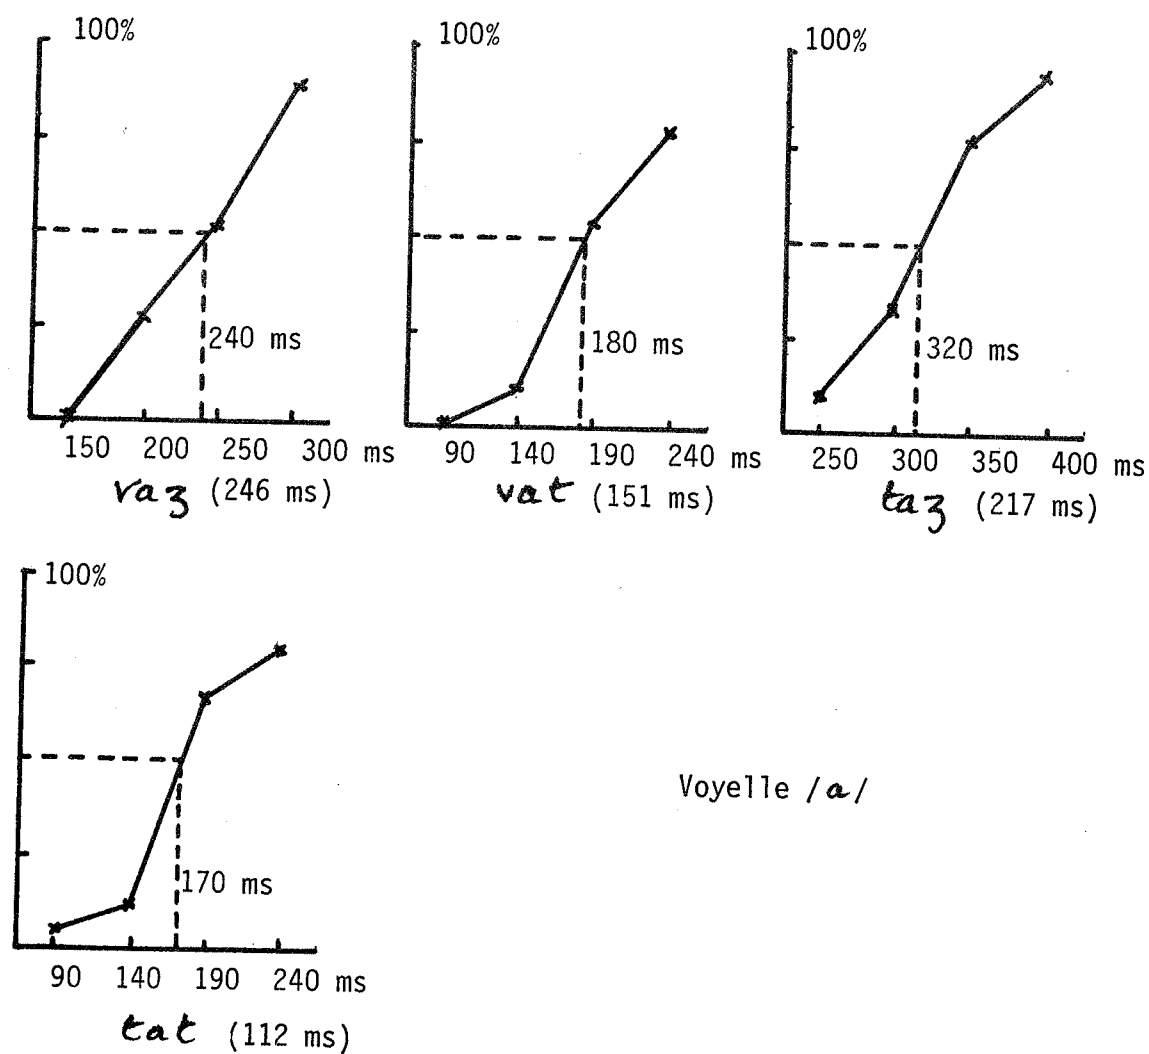 100%
240 ms
150 200 250 300 ms
vaz (246 ms)
100%
180 ms
90 140 190 240 ms
vat (151 ms)
100%
320 ms
250 300 350 400 ms
taz (217 ms)
100%
170 ms
90 140 190 240 ms
tat (112 ms)
Voyelle /a/